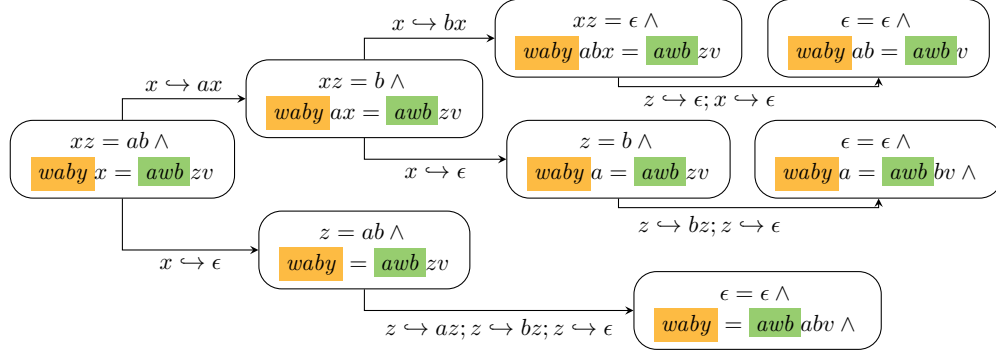 x ↪ bx
xz = ϵ ∧
waby abx = awb zv
ϵ = ϵ ∧
waby ab = awb v
x ↪ ax
xz = b ∧
waby ax = awb zv
z ↪ ϵ; x ↪ ϵ
xz = ab ∧
waby x = awb zv
x ↪ ϵ
z = b ∧
waby a = awb zv
ϵ = ϵ ∧
waby a = awb bv ∧
z ↪ bz; z ↪ ϵ
x ↪ ϵ
z = ab ∧
waby = awb zv
z ↪ az; z ↪ bz; z ↪ ϵ
ϵ = ϵ ∧
waby = awb abv ∧